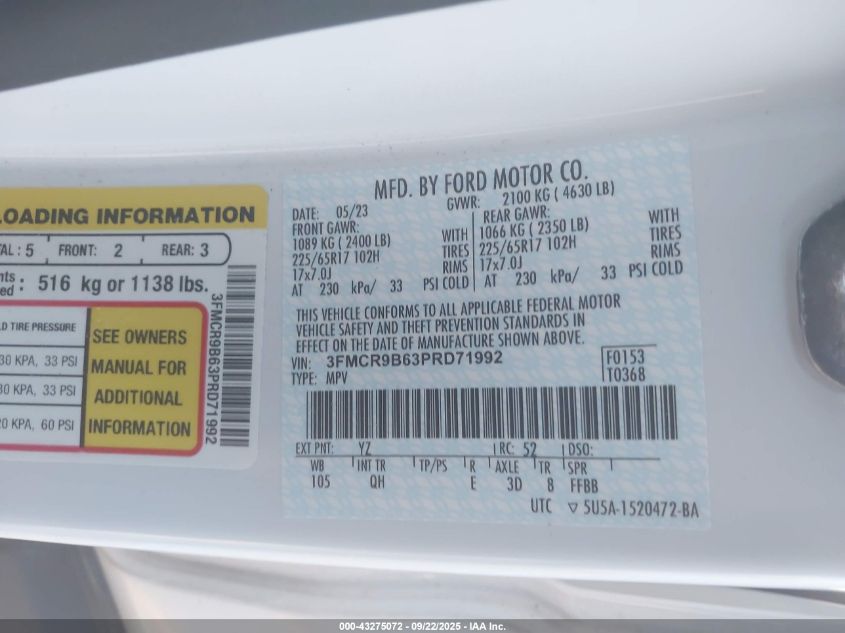 LOADING INFORMATION
TAL : 5 FRONT: 2 REAR: 3
516 kg or 1138 lbs.
D TIRE PRESSURE
30 KPA, 33 PSI
30 KPA, 33 PSI
20 KPA, 60 PSI
SEE OWNERS
MANUAL FOR
ADDITIONAL
INFORMATION
3FMCR9B63PRD71992
MFD. BY FORD MOTOR CO.
DATE: 05/23 GVWR: 2100 KG ( 4630 LB)
FRONT GAWR:
1089 KG ( 2400 LB) WITH
225/65R17 102H TIRES
17x7.0J RIMS
AT 230 kPa/ 33 PSI COLD
REAR GAWR: WITH
1066 KG ( 2350 LB) TIRES
225/65R17 102H RIMS
17x7.0J
AT 230 kPa/ 33 PSI COLD
THIS VEHICLE CONFORMS TO ALL APPLICABLE FEDERAL MOTOR
VEHICLE SAFETY AND THEFT PREVENTION STANDARDS IN
EFFECT ON THE DATE OF MANUFACTURE SHOWN ABOVE.
VIN: 3FMCR9B63PRD71992 F0153
TYPE: MPV T0368
EXT PNT: YZ RC: 52 DSO:
WB INT TR TP/PS R AXLE TR SPR
105 QH E 3D 8 FFBB
UTC ▽ 5U5A-1520472-BA
000-43275072 - 09/22/2025 - IAA Inc.